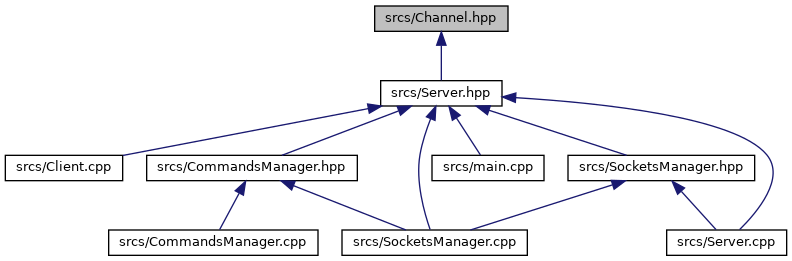 srcs/Channel.hpp
srcs/Server.hpp
srcs/Client.cpp
srcs/CommandsManager.hpp
srcs/main.cpp
srcs/SocketsManager.hpp
srcs/CommandsManager.cpp
srcs/SocketsManager.cpp
srcs/Server.cpp